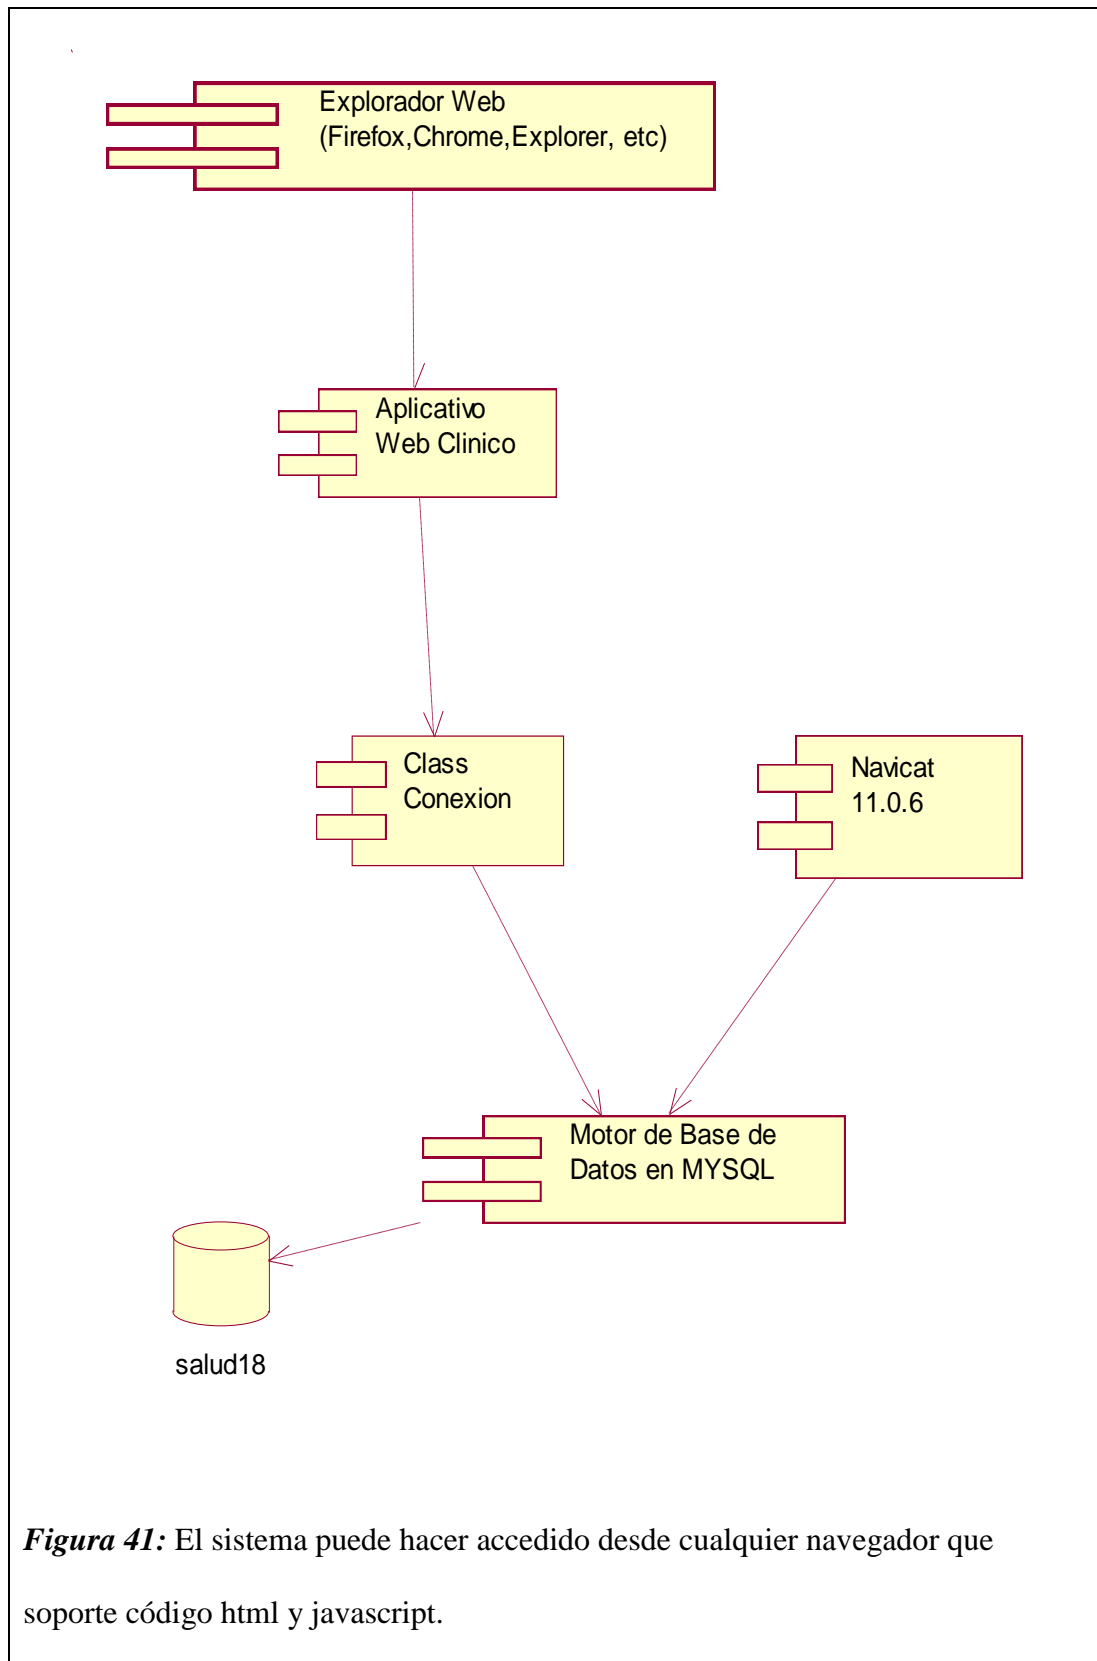 Explorador Web
(Firefox,Chrome,Explorer, etc)
Aplicativo
Web Clinico
Class
Conexion
Navicat
11.0.6
Motor de Base de
Datos en MYSQL
salud18
Figura 41: El sistema puede hacer accedido desde cualquier navegador que
soporte código html y javascript.